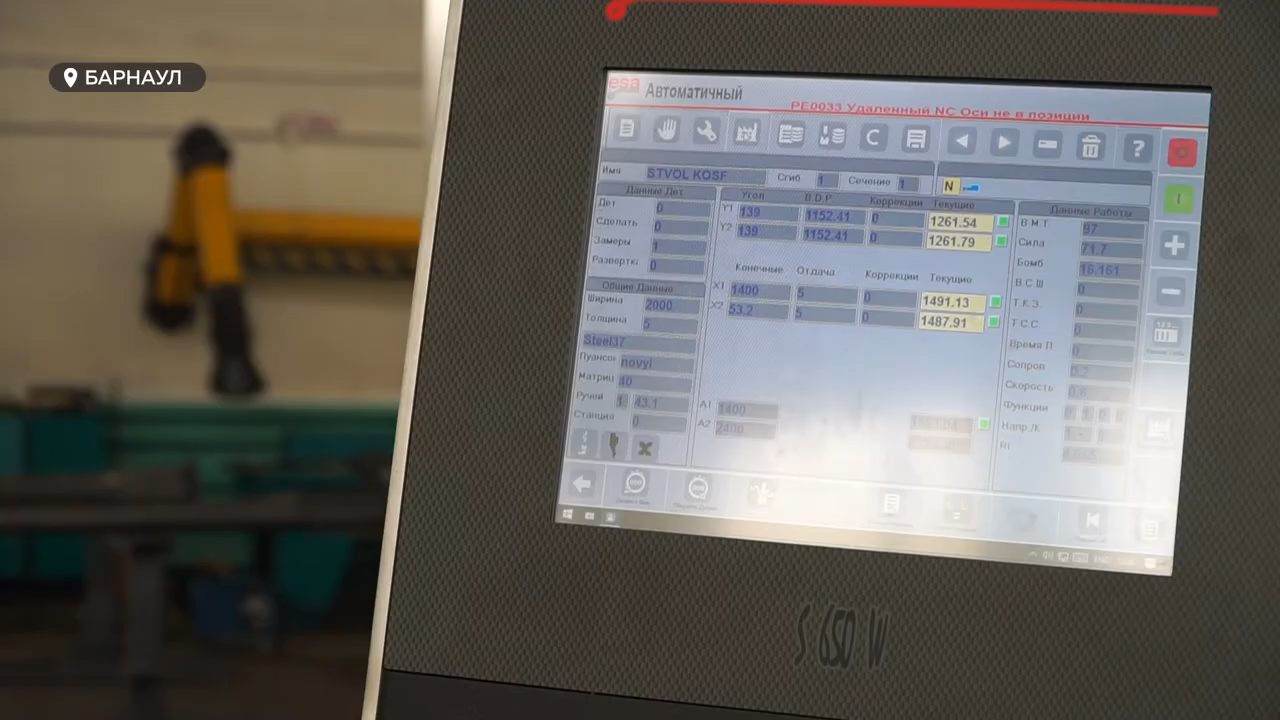 БАРНАУЛ
esa Автоматичный
PE0033 Удаленный NC Оси не в позиции
C ?
Имя STVOL KOSF Сгиб 1 Сечение 1 N
Данные Дет Угол B.D.P. Коррекции Текущие Данные Работы
Дет 0 Y1 139 1152.41 0 1261.54 В.М.Т 97
Сделать 0 Y2 139 1152.41 0 1261.79 Сила 71.7
Замеры 1 Бомб 16.151
Развертк 0 Конечные Отдача Коррекции Текущие В.С.Ш 0
Общие Данные X1 1400 5 0 1491.13 Т.К.З. 0
Ширина 2000 X2 53.2 5 0 1487.91 Т.С.С. 0
Толщина 5 Время П 0
Steel37 Сопров
Пуансон novyi Скорость 0.6
Матриц 40 Функции
Ручей 1 43.1 A1 1400 Напр./К
Станция 0 A2 2400 Ri
S 650 W